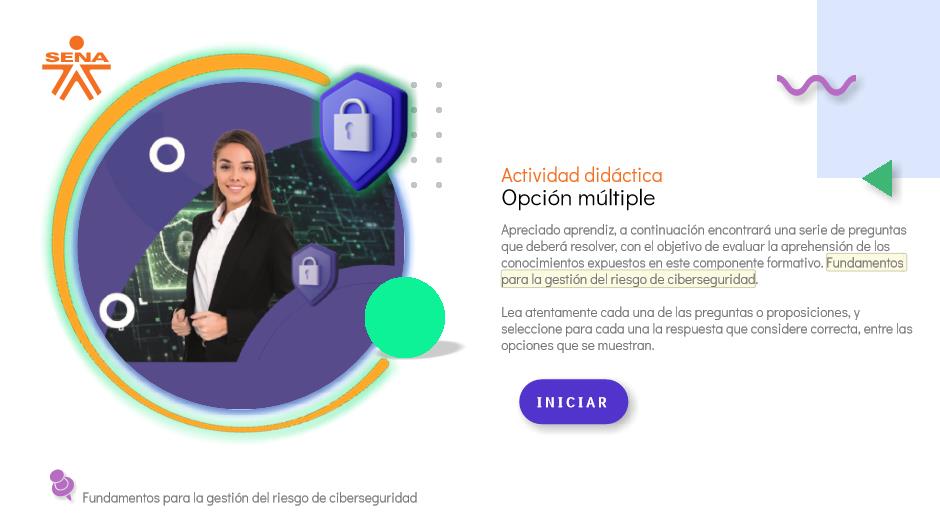 SENA
Actividad didáctica
Opción múltiple
Apreciado aprendiz, a continuación encontrará una serie de preguntas
que deberá resolver, con el objetivo de evaluar la aprehensión de los
conocimientos expuestos en este componente formativo. Fundamentos
para la gestión del riesgo de ciberseguridad.
Lea atentamente cada una de las preguntas o proposiciones, y
seleccione para cada una la respuesta que considere correcta, entre las
opciones que se muestran.
INICIAR
Fundamentos para la gestión del riesgo de ciberseguridad